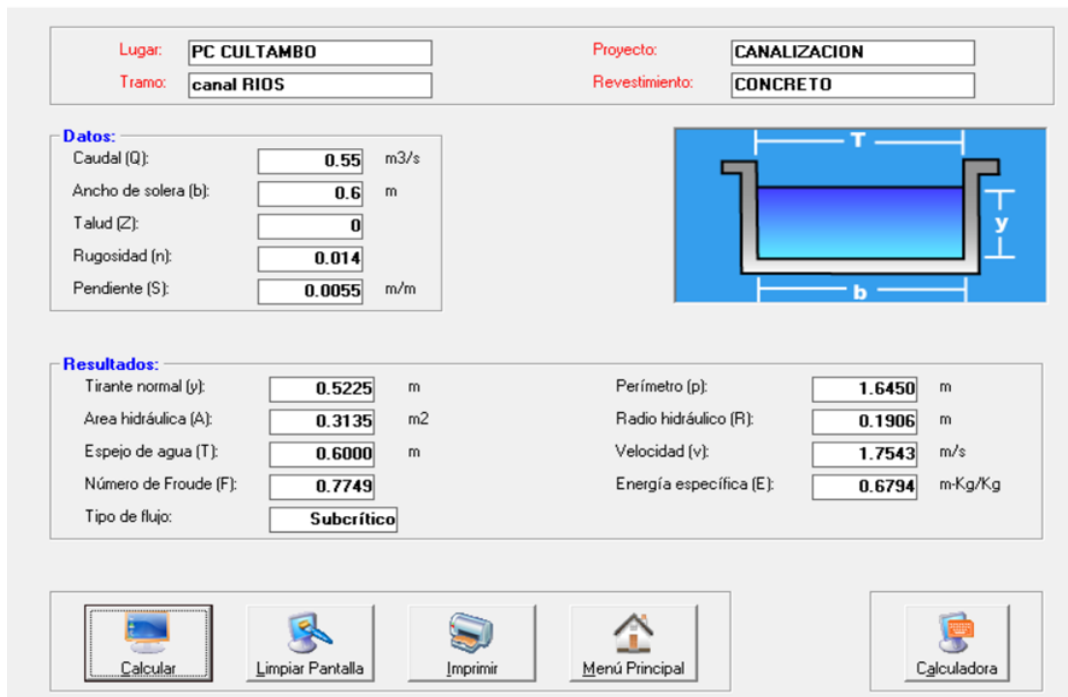 Lugar: PC CULTAMBO Proyecto: CANALIZACION
Tramo: canal RIOS Revestimiento: CONCRETO
Datos:
Caudal (Q): 0.55 m3/s
Ancho de solera (b): 0.6 m
Talud (Z): 0
Rugosidad (n): 0.014
Pendiente (S): 0.0055 m/m
T
y
b
Resultados:
Tirante normal (y): 0.5225 m Perímetro (p): 1.6450 m
Area hidráulica (A): 0.3135 m2 Radio hidráulico (R): 0.1906 m
Espejo de agua (T): 0.6000 m Velocidad (v): 1.7543 m/s
Número de Froude (F): 0.7749 Energía específica (E): 0.6794 m-Kg/Kg
Tipo de flujo: Subcrítico
Calcular Limpiar Pantalla Imprimir Menú Principal Calculadora